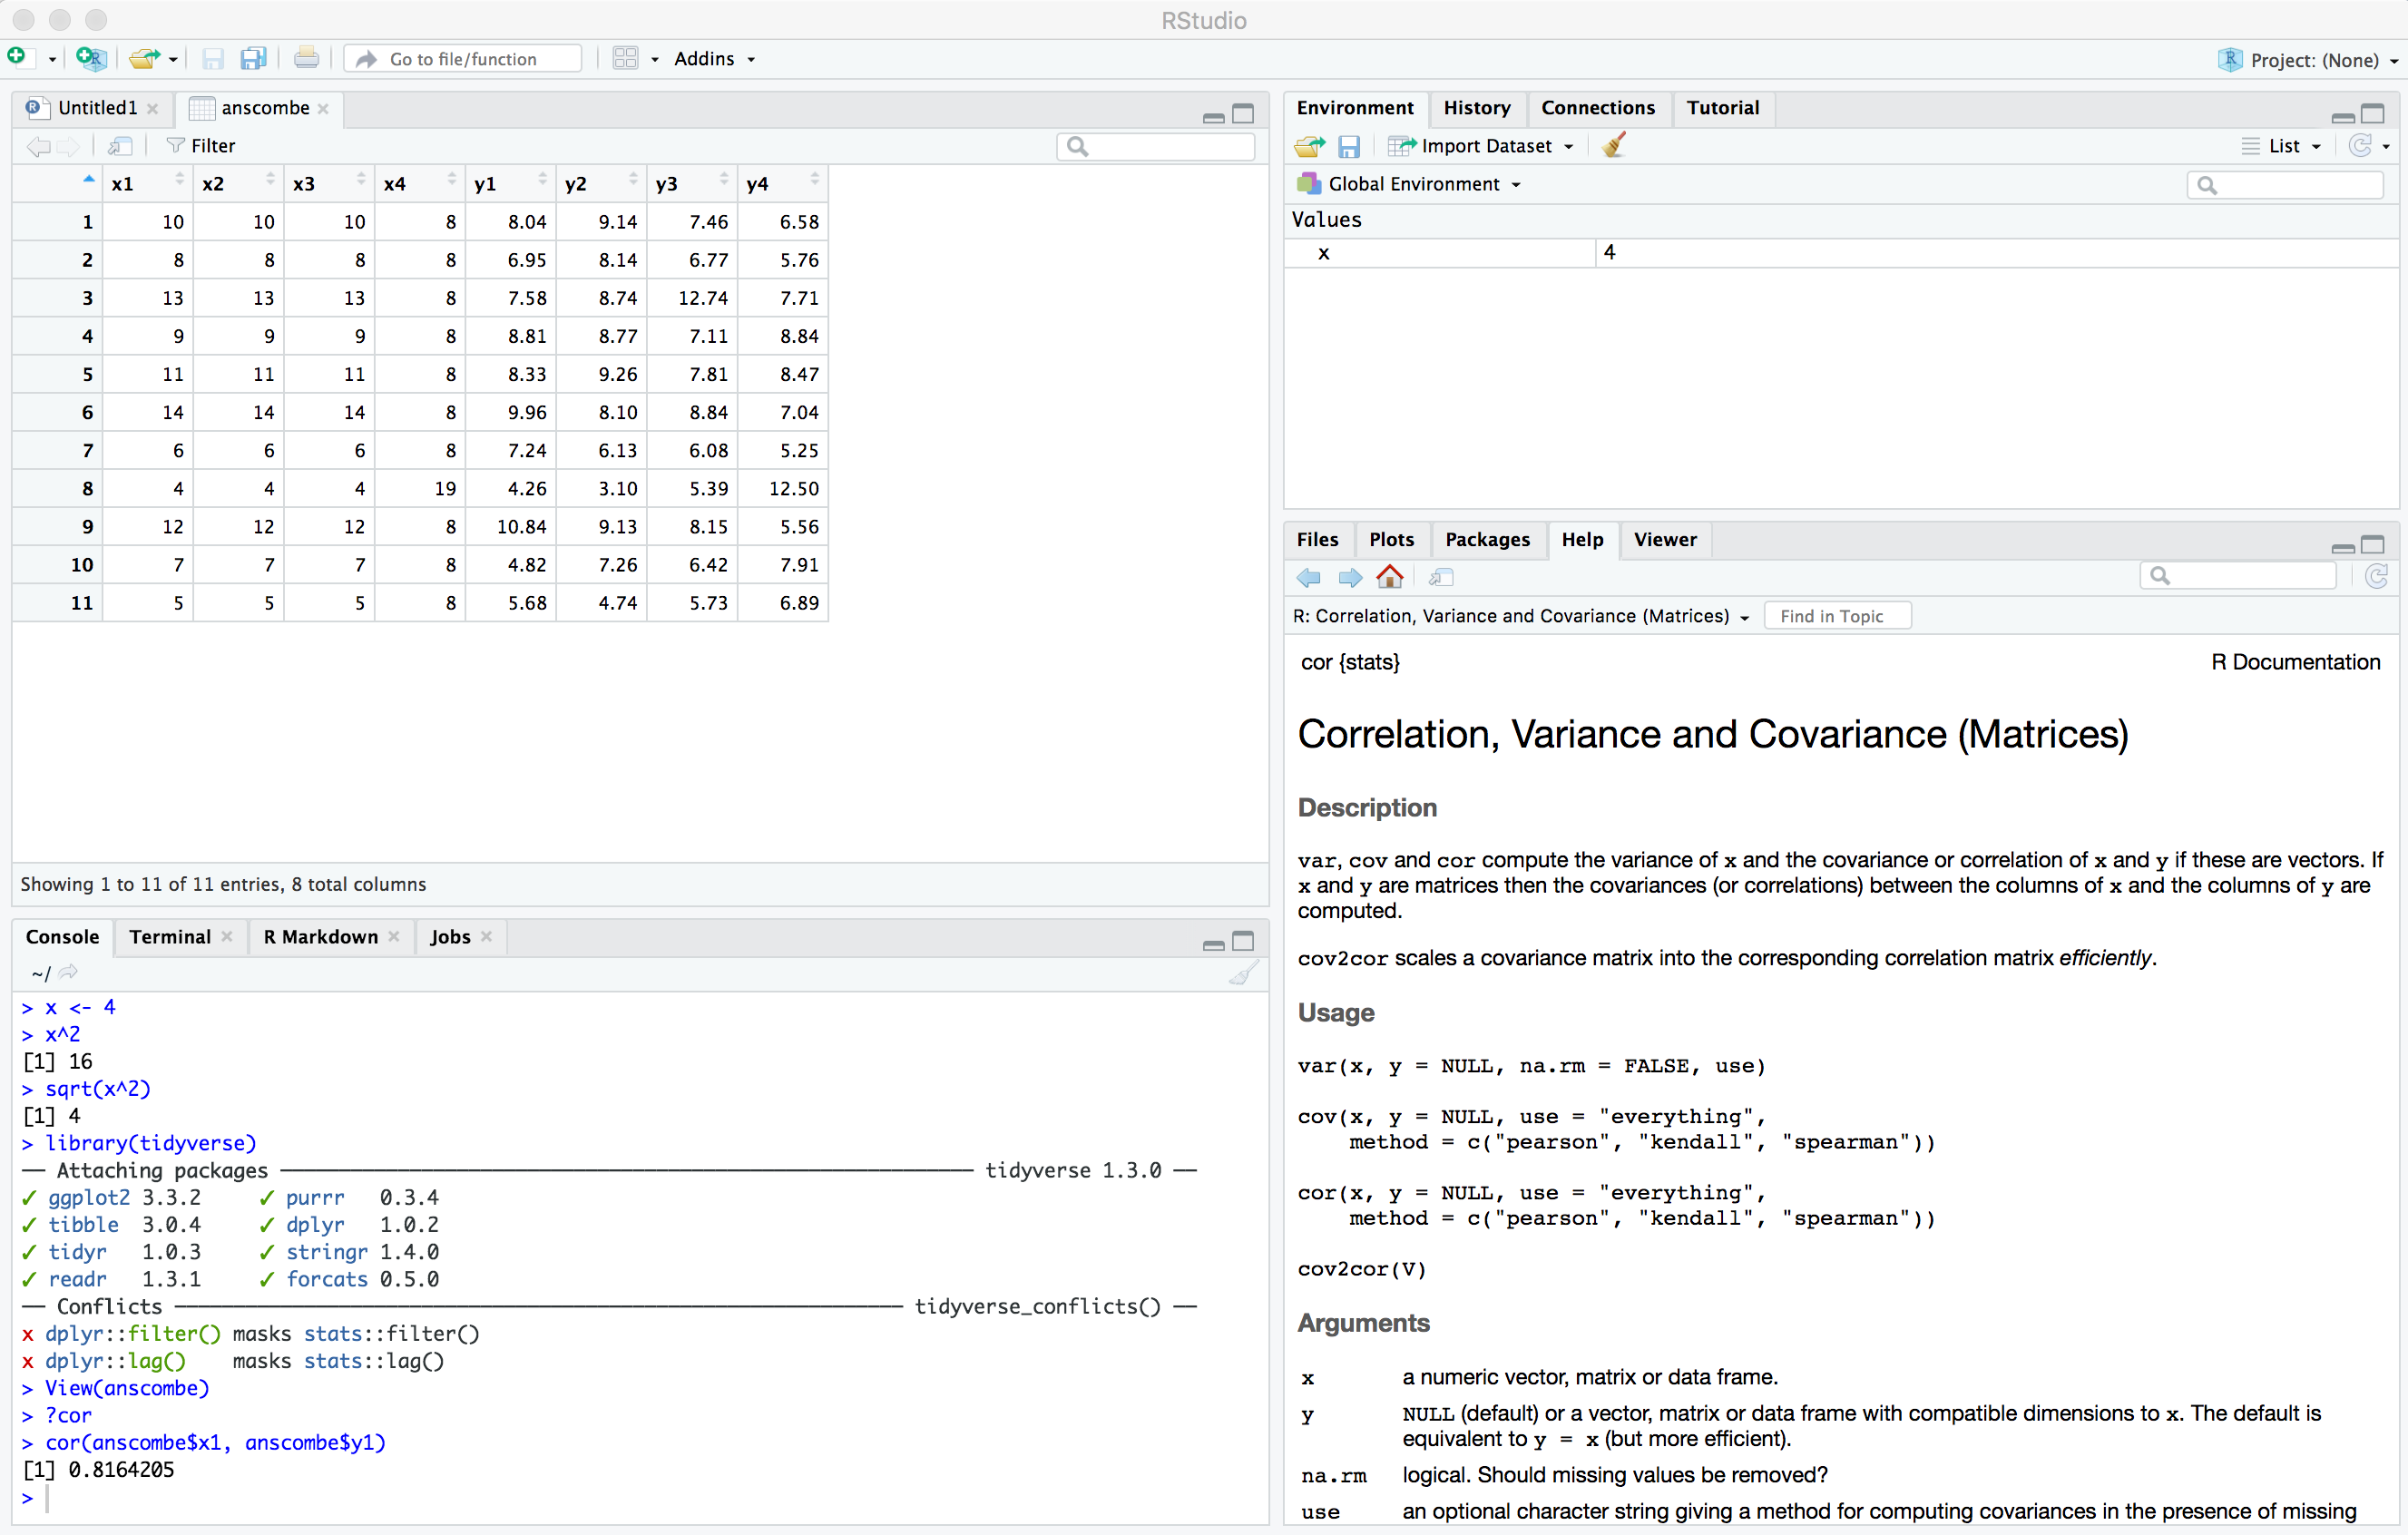 RStudio
Go to file/function
Addins
Project: (None)
Untitled1
anscombe
Filter
x1 x2 x3 x4 y1 y2 y3 y4
1 10 10 10 8 8.04 9.14 7.46 6.58
2 8 8 8 8 6.95 8.14 6.77 5.76
3 13 13 13 8 7.58 8.74 12.74 7.71
4 9 9 9 8 8.81 8.77 7.11 8.84
5 11 11 11 8 8.33 9.26 7.81 8.47
6 14 14 14 8 9.96 8.10 8.84 7.04
7 6 6 6 8 7.24 6.13 6.08 5.25
8 4 4 4 19 4.26 3.10 5.39 12.50
9 12 12 12 8 10.84 9.13 8.15 5.56
10 7 7 7 8 4.82 7.26 6.42 7.91
11 5 5 5 8 5.68 4.74 5.73 6.89
Showing 1 to 11 of 11 entries, 8 total columns
Console Terminal R Markdown Jobs
~/
> x <- 4
> x^2
[1] 16
> sqrt(x^2)
[1] 4
> library(tidyverse)
── Attaching packages ──────────── tidyverse 1.3.0 ──
✓ ggplot2 3.3.2 ✓ purrr 0.3.4
✓ tibble 3.0.4 ✓ dplyr 1.0.2
✓ tidyr 1.0.3 ✓ stringr 1.4.0
✓ readr 1.3.1 ✓ forcats 0.5.0
── Conflicts ──────────── tidyverse_conflicts() ──
x dplyr::filter() masks stats::filter()
x dplyr::lag() masks stats::lag()
> View(anscombe)
> ?cor
> cor(anscombe$x1, anscombe$y1)
[1] 0.8164205
>
Environment History Connections Tutorial
Import Dataset
List
Global Environment
Values
x 4
Files Plots Packages Help Viewer
R: Correlation, Variance and Covariance (Matrices)
Find in Topic
cor {stats}
R Documentation
Correlation, Variance and Covariance (Matrices)
Description
var, cov and cor compute the variance of x and the covariance or correlation of x and y if these are vectors. If
x and y are matrices then the covariances (or correlations) between the columns of x and the columns of y are
computed.
cov2cor scales a covariance matrix into the corresponding correlation matrix efficiently.
Usage
var(x, y = NULL, na.rm = FALSE, use)
cov(x, y = NULL, use = "everything",
method = c("pearson", "kendall", "spearman"))
cor(x, y = NULL, use = "everything",
method = c("pearson", "kendall", "spearman"))
cov2cor(V)
Arguments
x a numeric vector, matrix or data frame.
y NULL (default) or a vector, matrix or data frame with compatible dimensions to x. The default is
equivalent to y = x (but more efficient).
na.rm logical. Should missing values be removed?
use an optional character string giving a method for computing covariances in the presence of missing